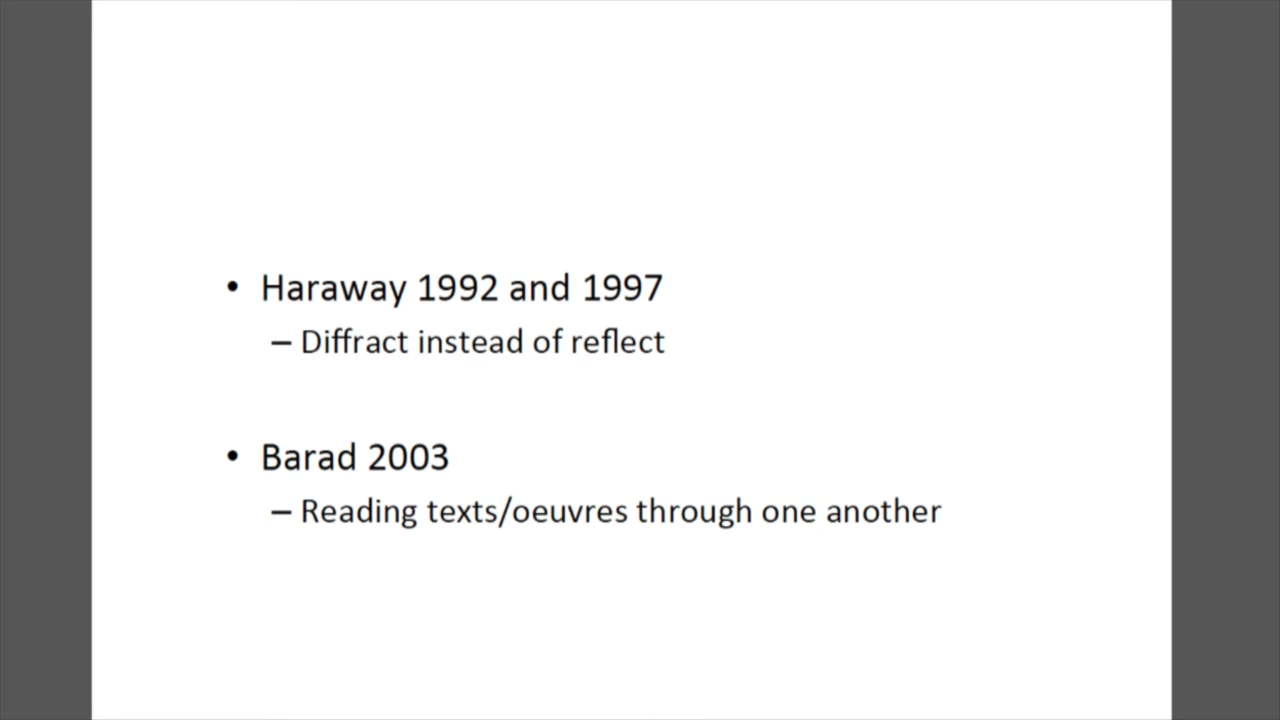 • Haraway 1992 and 1997
– Diffract instead of reflect
• Barad 2003
– Reading texts/oeuvres through one another